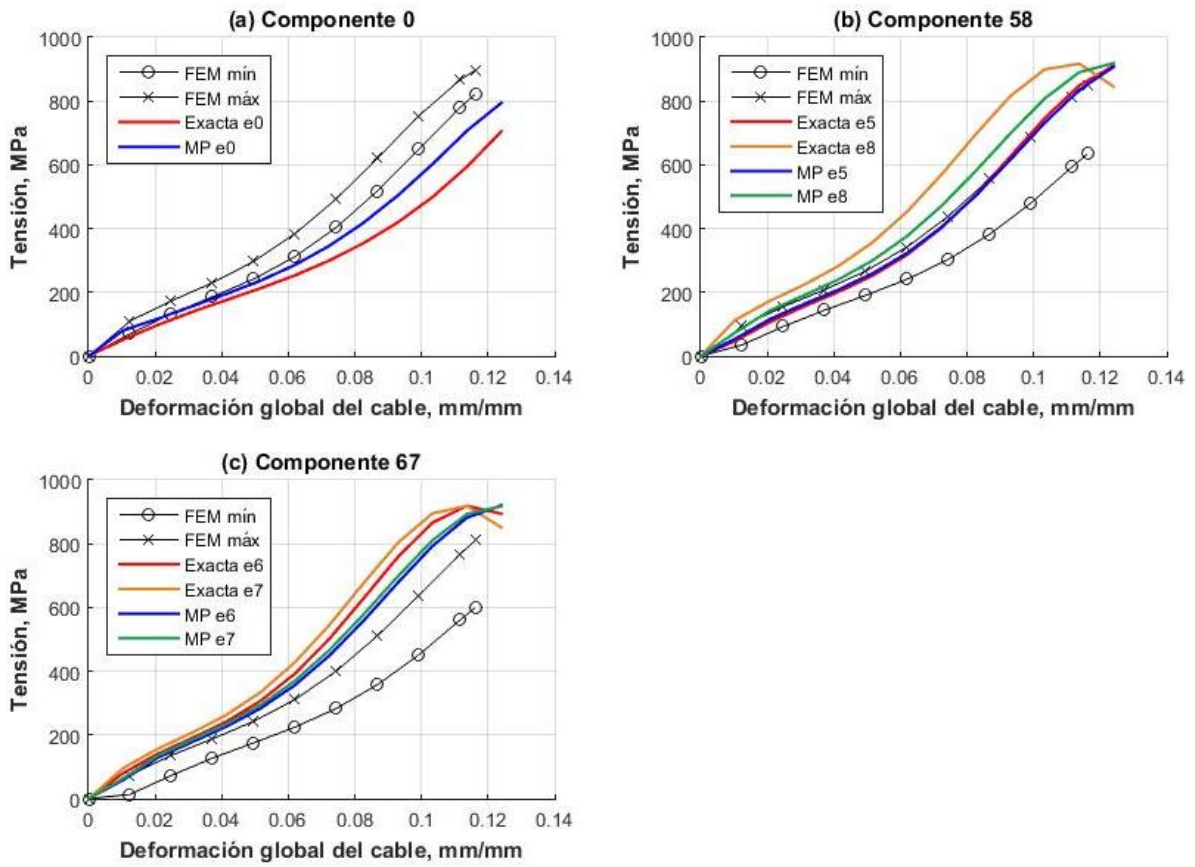 (a) Componente 0
1000
800
600
400
200
0
FEM mín
FEM máx
Exacta e0
MP e0
Tensión, MPa
0 0.02 0.04 0.06 0.08 0.1 0.12 0.14
Deformación global del cable, mm/mm
(b) Componente 58
1000
800
600
400
200
0
FEM mín
FEM máx
Exacta e5
Exacta e8
MP e5
MP e8
Tensión, MPa
0 0.02 0.04 0.06 0.08 0.1 0.12 0.14
Deformación global del cable, mm/mm
(c) Componente 67
1000
800
600
400
200
0
FEM mín
FEM máx
Exacta e6
Exacta e7
MP e6
MP e7
Tensión, MPa
0 0.02 0.04 0.06 0.08 0.1 0.12 0.14
Deformación global del cable, mm/mm